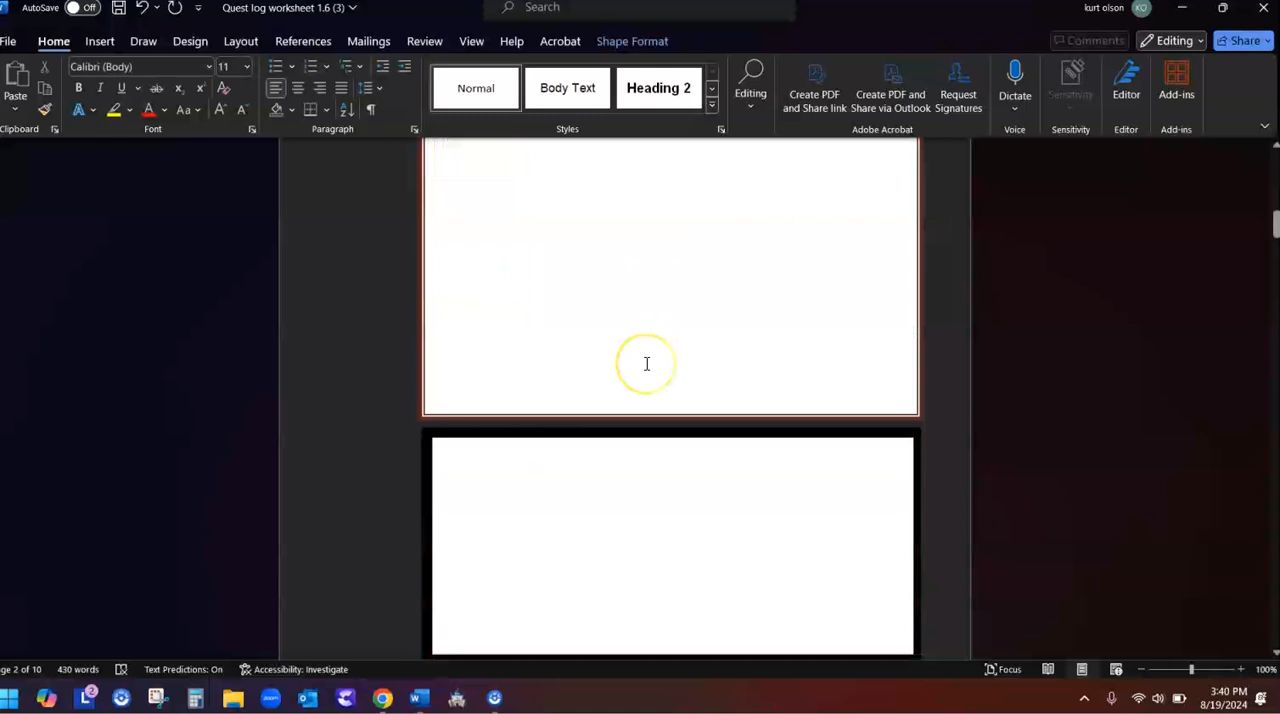 AutoSave Off Quest log worksheet 1.6 (3) Search kurt olson KO
File Home Insert Draw Design Layout References Mailings Review View Help Acrobat Shape Format Comments Editing Share
Paste Calibri (Body) 11 Normal Body Text Heading 2 Editing Create PDF and Share link Create PDF and Share via Outlook Request Signatures Dictate Sensitivity Editor Add-ins
Clipboard Font Paragraph Styles Adobe Acrobat Voice Sensitivity Editor Add-ins
age 2 of 10 430 words Text Predictions: On Accessibility: Investigate Focus 100%
3:40 PM
8/19/2024